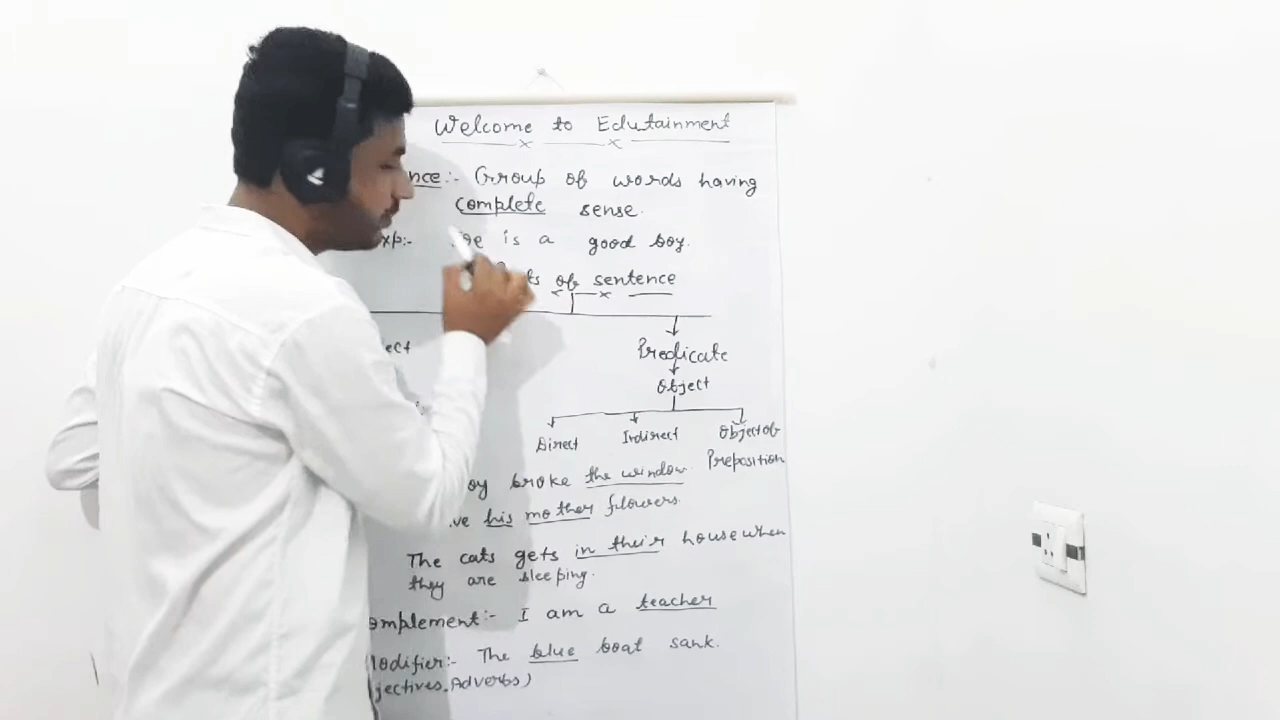 Welcome to Edutainment
nce:- Group of words having
complete sense.
xp:- is a good boy.
ts of sentence
ect
Predicate
Object
Direct Indirect Object of
Preposition
oy broke the window.
ve his mother flowers.
The cats gets in their house when
they are sleeping.
omplement:- I am a teacher
Modifier:- The blue boat sank.
jectives, Adverbs)